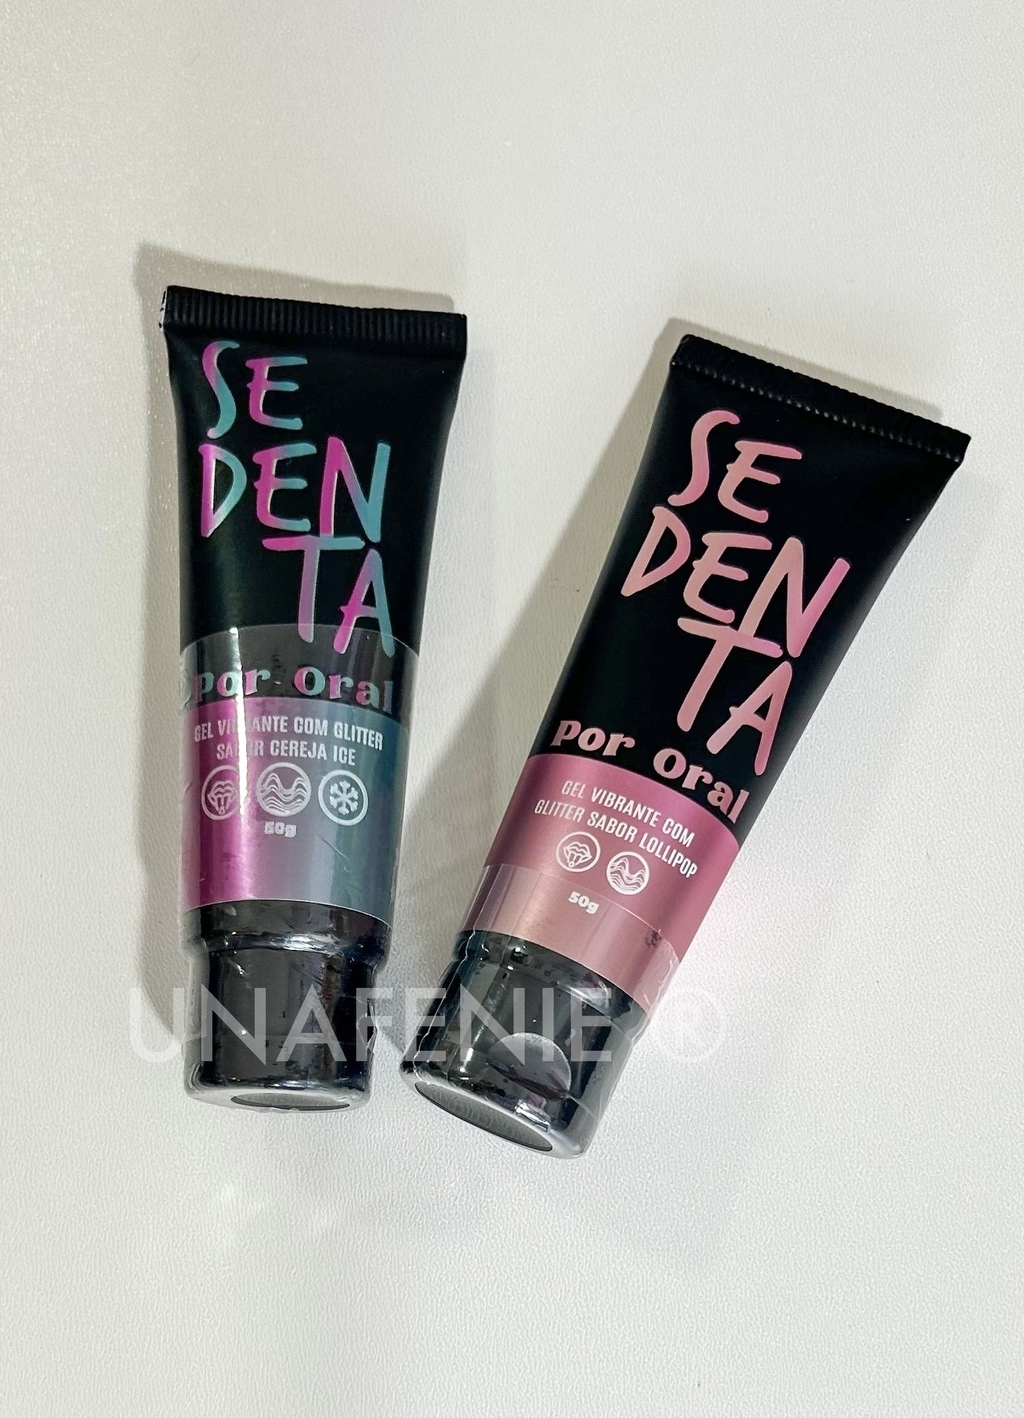 SE
DEN
TA
por oral
GEL VIBRANTE COM GLITTER
SABOR CEREJA ICE
50g
SE
DEN
TA
por oral
GEL VIBRANTE COM
GLITTER SABOR LOLLIPOP
50g
UNAFENIE ®